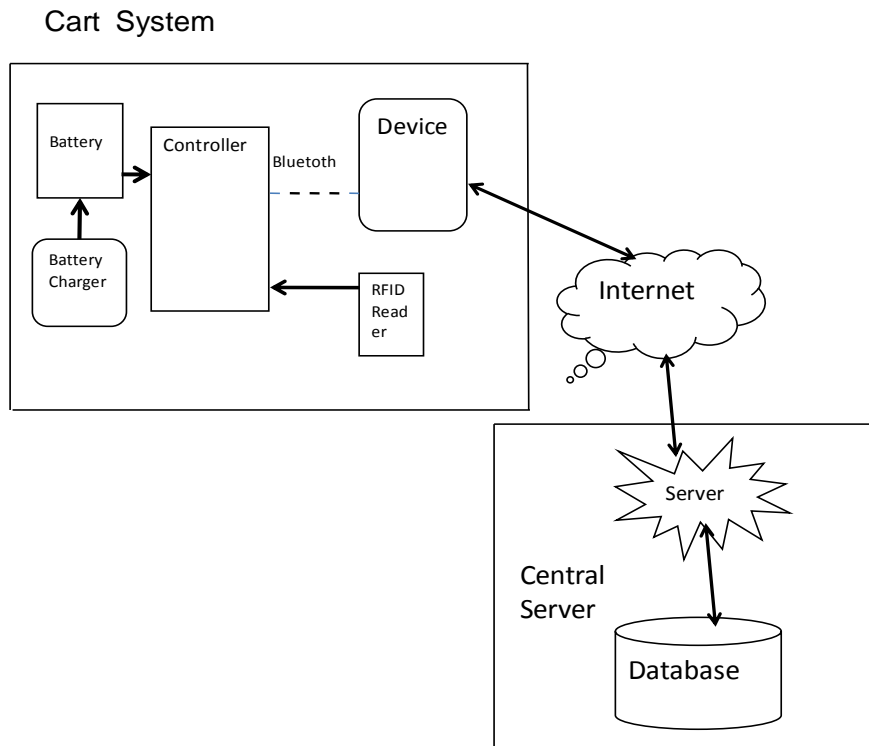 Cart System
Battery
Controller
Bluetoth
Device
Battery
Charger
RFID
Read
er
Internet
Server
Central
Server
Database